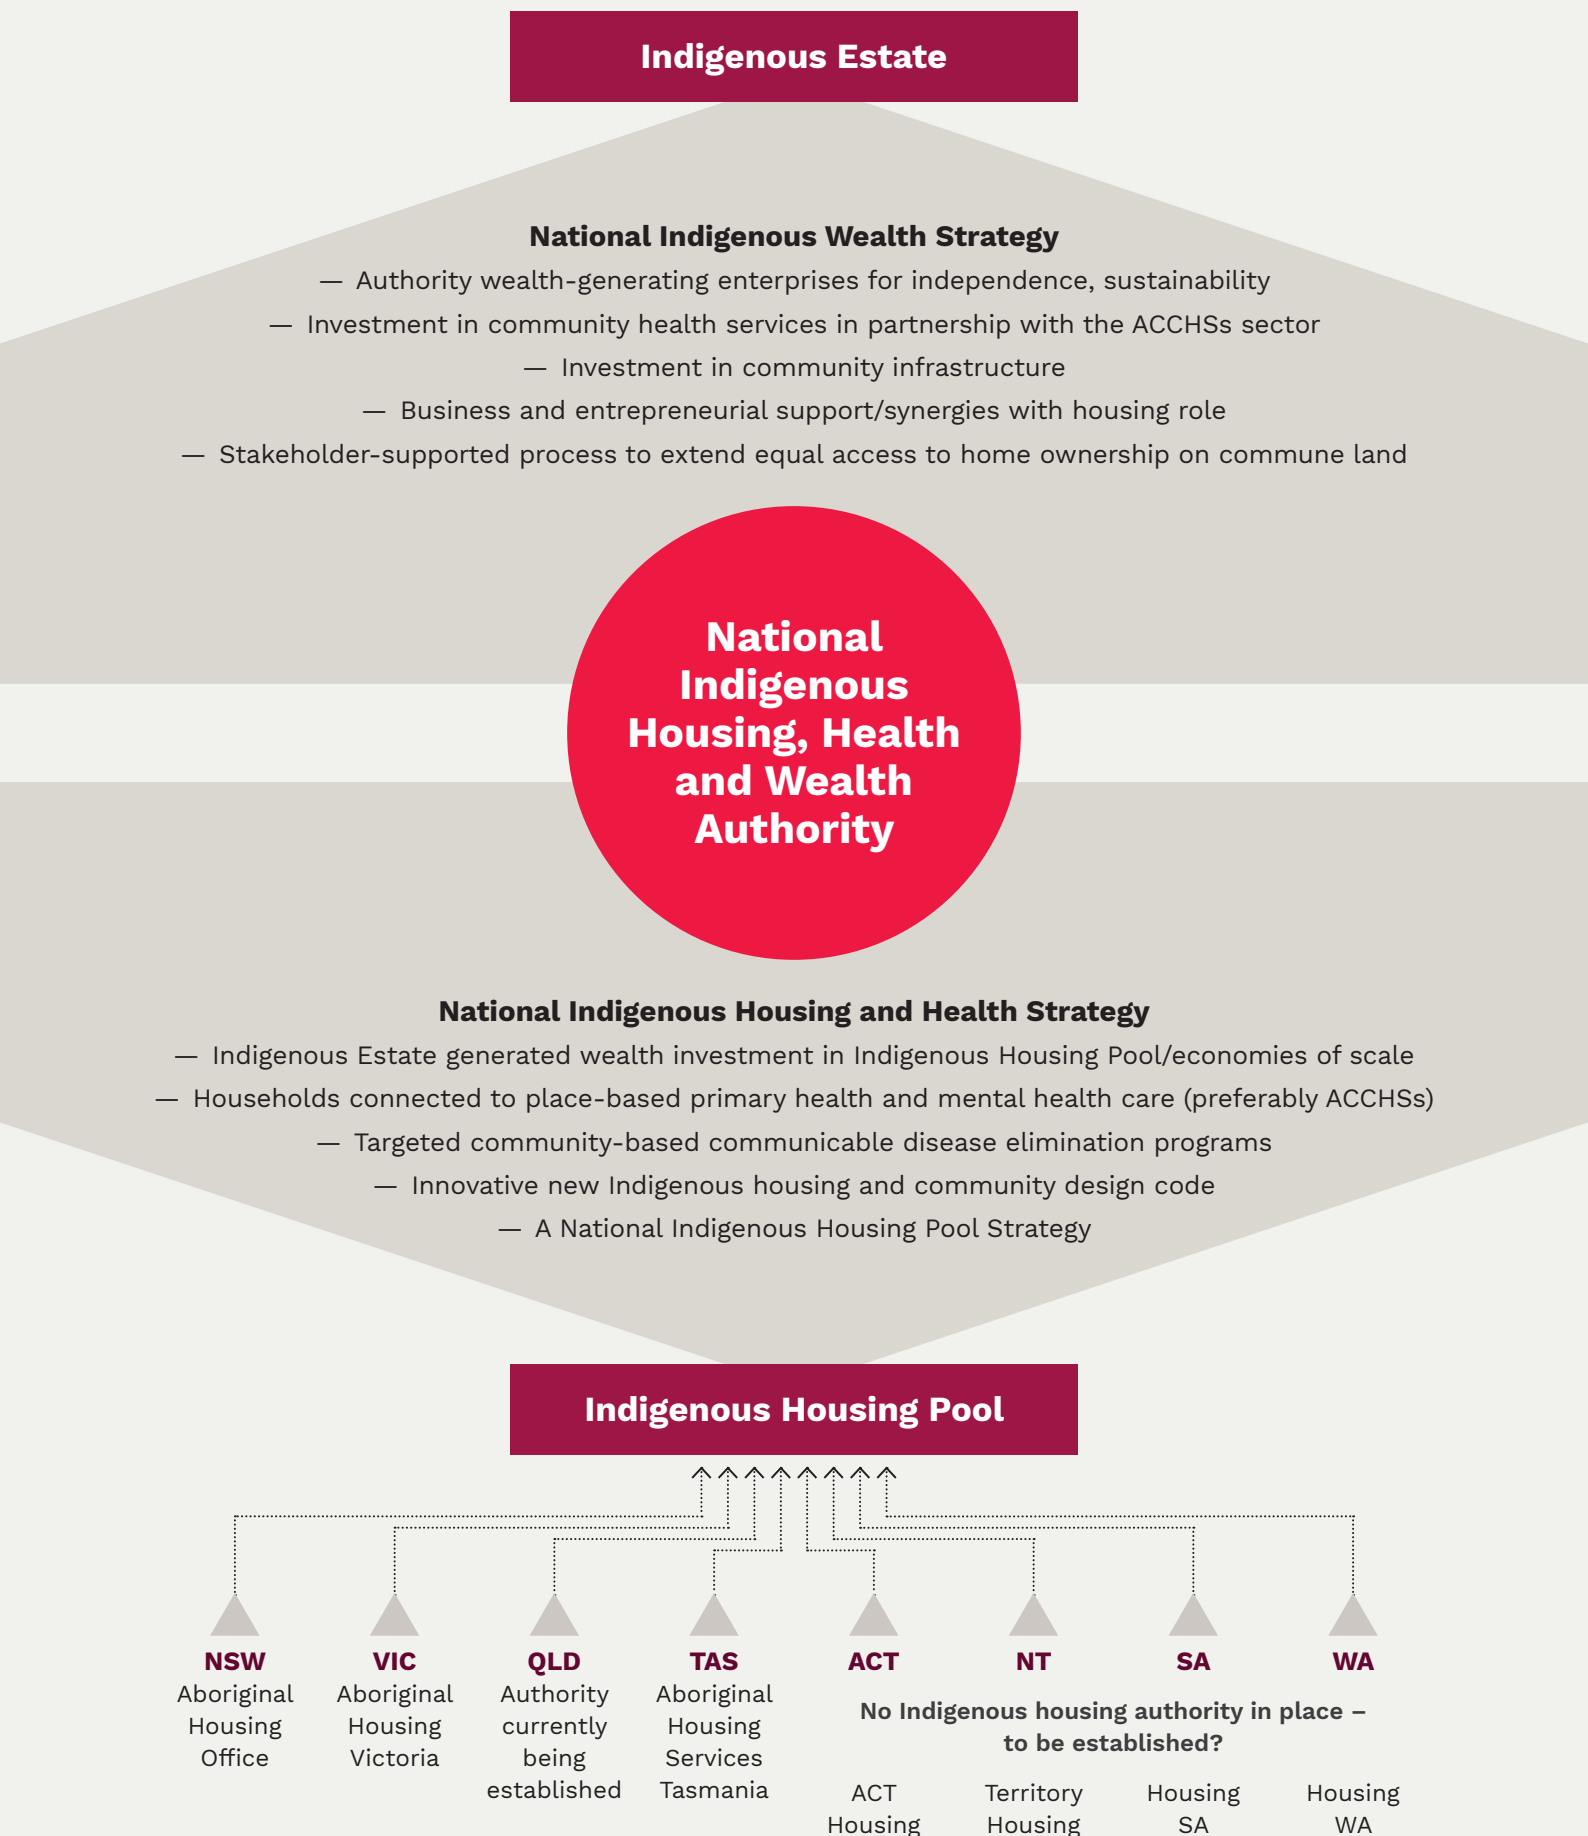 Indigenous Estate
National Indigenous Wealth Strategy
— Authority wealth-generating enterprises for independence, sustainability
— Investment in community health services in partnership with the ACCHSs sector
— Investment in community infrastructure
— Business and entrepreneurial support/synergies with housing role
— Stakeholder-supported process to extend equal access to home ownership on commune land
National
Indigenous
Housing, Health
and Wealth
Authority
National Indigenous Housing and Health Strategy
— Indigenous Estate generated wealth investment in Indigenous Housing Pool/economies of scale
— Households connected to place-based primary health and mental health care (preferably ACCHSs)
— Targeted community-based communicable disease elimination programs
— Innovative new Indigenous housing and community design code
— A National Indigenous Housing Pool Strategy
Indigenous Housing Pool
NSW
Aboriginal
Housing
Office
VIC
Aboriginal
Housing
Victoria
QLD
Authority
currently
being
established
TAS
Aboriginal
Housing
Services
Tasmania
ACT
NT
SA
WA
No Indigenous housing authority in place –
to be established?
ACT
Housing
Territory
Housing
Housing
SA
Housing
WA